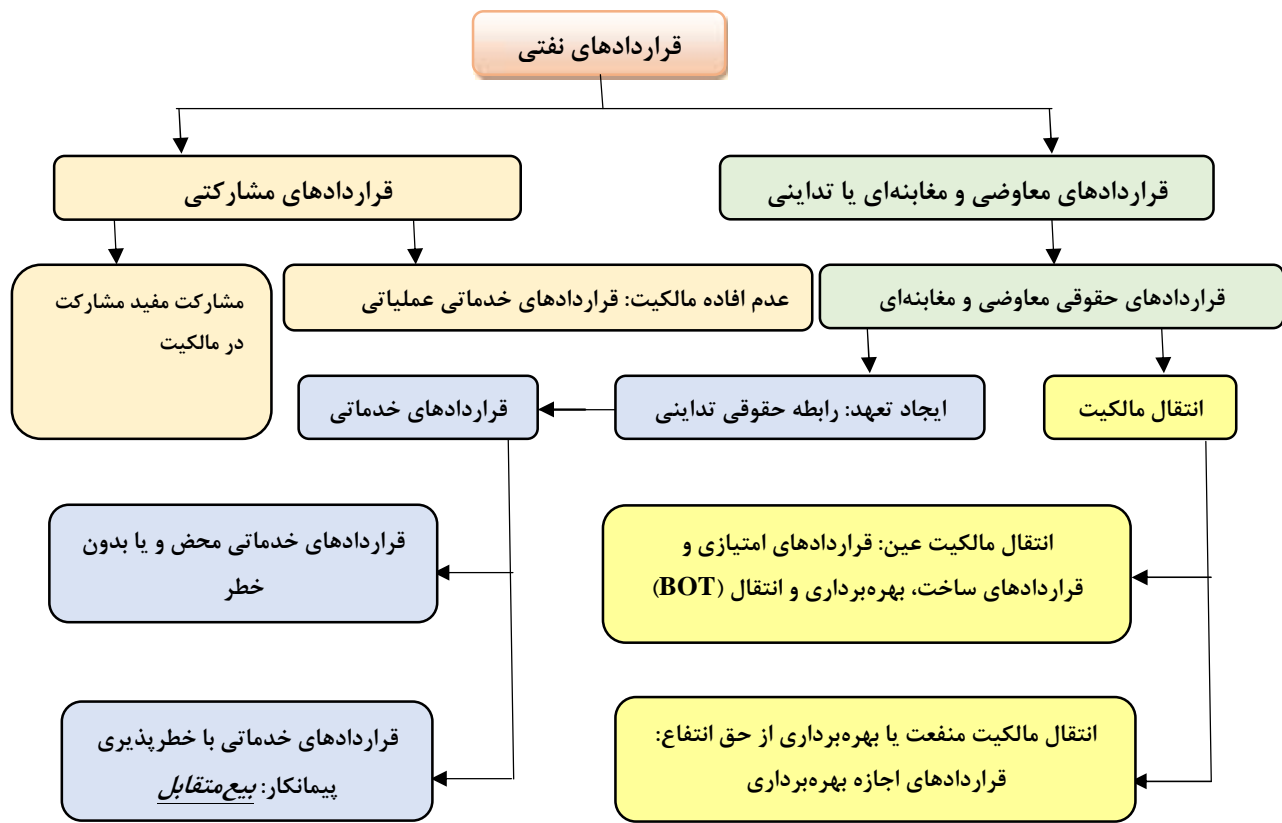 قراردادهای نفتی
قراردادهای معاوضی و مغابنه‌ای یا تداینی
قراردادهای مشارکتی
قراردادهای حقوقی معاوضی و مغابنه‌ای
عدم افاده مالکیت: قراردادهای خدماتی عملیاتی
مشارکت مفید مشارکت
در مالکیت
انتقال مالکیت
ایجاد تعهد: رابطه حقوقی تداینی
قراردادهای خدماتی
انتقال مالکیت عین: قراردادهای امتیازی و
قراردادهای ساخت، بهره‌برداری و انتقال (BOT)
قراردادهای خدماتی محض و یا بدون
خطر
انتقال مالکیت منفعت یا بهره‌برداری از حق انتفاع:
قراردادهای اجازه بهره‌برداری
قراردادهای خدماتی با خطرپذیری
پیمانکار: بیع‌متقابل